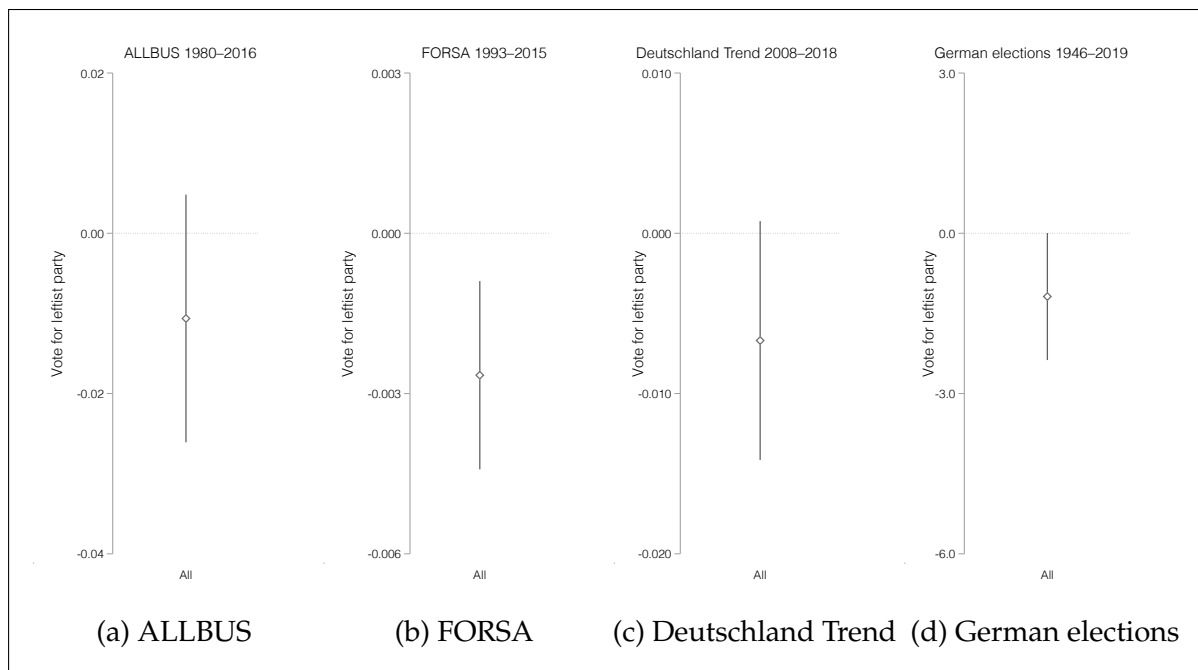 ALLBUS 1980–2016
0.02
0.00
-0.02
-0.04
Vote for leftist party
All
(a) ALLBUS
FORSA 1993–2015
0.003
0.000
-0.003
-0.006
Vote for leftist party
All
(b) FORSA
Deutschland Trend 2008–2018
0.010
0.000
-0.010
-0.020
Vote for leftist party
All
(c) Deutschland Trend
German elections 1946–2019
3.0
0.0
-3.0
-6.0
Vote for leftist party
All
(d) German elections